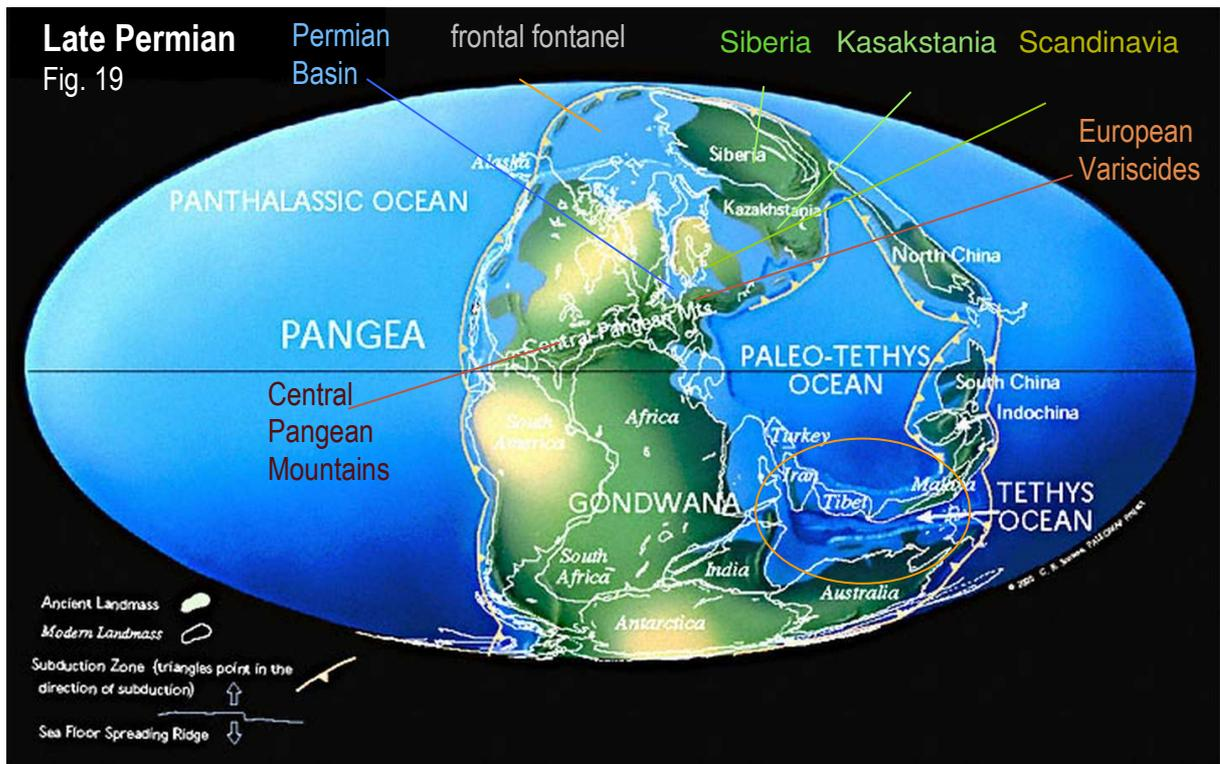 Late Permian
Fig. 19
Permian
Basin
frontal fontanel
Siberia
Kasakstania
Scandinavia
European
Variscides
Siberia
Alaska
PANTHALASSIC OCEAN
Kazakhstania
North China
PANGEA
Central Pangean Mts.
PALEO-TETHYS
OCEAN
South China
Indochina
Central
Pangean
Mountains
South
America
Africa
Turkey
Iran
Tibet
Malaya
GONDWANA
TETHYS
OCEAN
South
Africa
India
Australia
Antarctica
Ancient Landmass
Modern Landmass
Subduction Zone (triangles point in the
direction of subduction)
Sea Floor Spreading Ridge
PALEOMAP Project